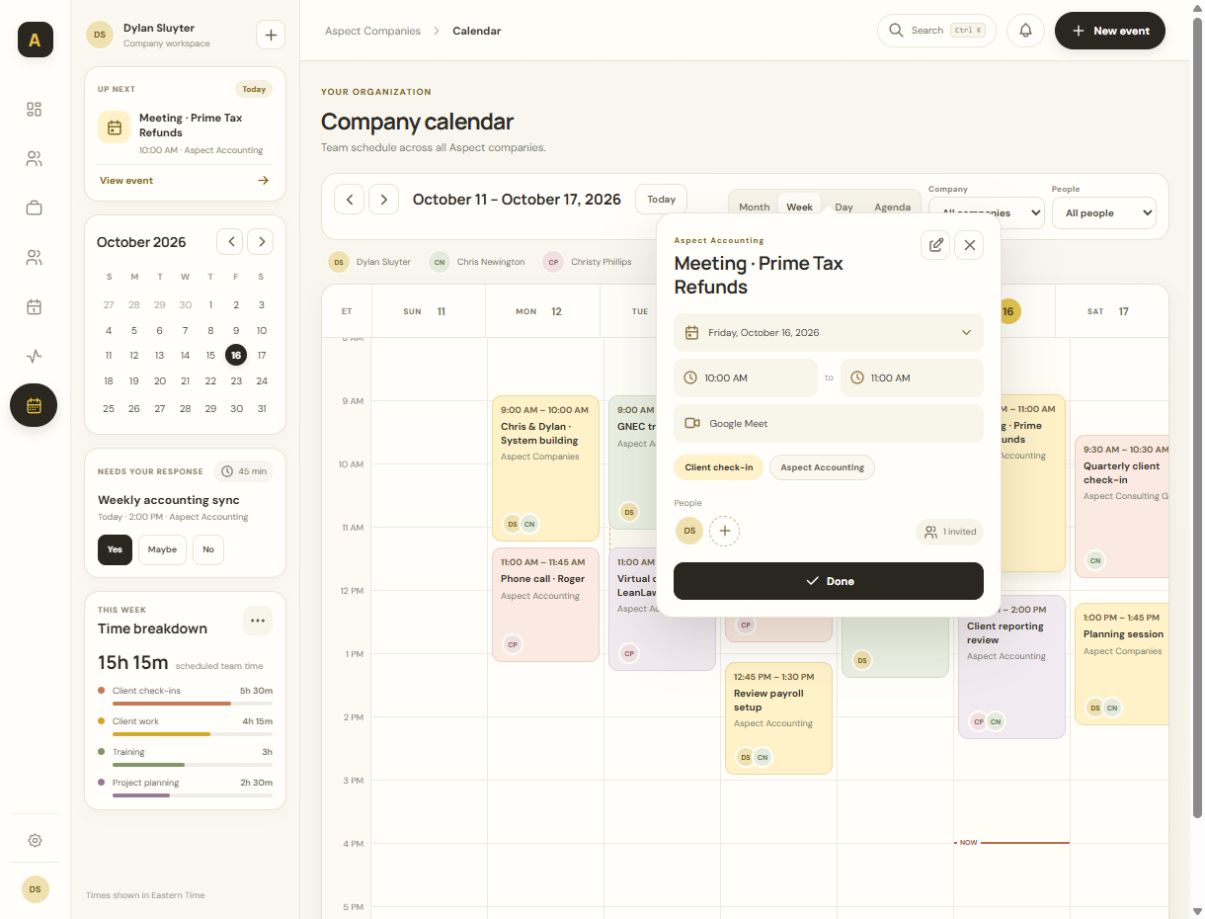 A
DS
Dylan Sluyter
Company workspace
UP NEXT
Today
Meeting · Prime Tax
Refunds
10:00 AM · Aspect Accounting
View event
October 2026
S M T W T F S
27 28 29 30 1 2 3
4 5 6 7 8 9 10
11 12 13 14 15 16 17
18 19 20 21 22 23 24
25 26 27 28 29 30 31
NEEDS YOUR RESPONSE
45 min
Weekly accounting sync
Today · 2:00 PM · Aspect Accounting
Yes
Maybe
No
THIS WEEK
Time breakdown
15h 15m scheduled team time
Client check-ins 5h 30m
Client work 4h 15m
Training 3h
Project planning 2h 30m
Times shown in Eastern Time
DS
Aspect Companies
Calendar
Search
Ctrl K
New event
YOUR ORGANIZATION
Company calendar
Team schedule across all Aspect companies.
October 11 – October 17, 2026
Today
Month
Week
Day
Agenda
Company
All companies
People
All people
DS Dylan Sluyter
CN Chris Newington
CP Christy Phillips
ET
SUN 11
MON 12
TUE
16
SAT 17
9 AM
10 AM
11 AM
12 PM
1 PM
2 PM
3 PM
4 PM
5 PM
9:00 AM – 10:00 AM
Chris & Dylan ·
System building
Aspect Companies
DS CN
11:00 AM – 11:45 AM
Phone call · Roger
Aspect Accounting
CP
9:00 AM
GNEC tr
Aspect A
DS
11:00 AM
Virtual c
LeanLaw
Aspect Ac
CP
CP
12:45 PM – 1:30 PM
Review payroll
setup
Aspect Accounting
DS CN
DS
M – 11:00 AM
g · Prime
unds
ccounting
– 2:00 PM
Client reporting
review
Aspect Accounting
CP CN
NOW
9:30 AM – 10:30 AM
Quarterly client
check-in
Aspect Consulting G
CN
1:00 PM – 1:45 PM
Planning session
Aspect Companies
DS CN
Aspect Accounting
Meeting · Prime Tax
Refunds
Friday, October 16, 2026
10:00 AM
to
11:00 AM
Google Meet
Client check-in
Aspect Accounting
People
DS
1 invited
Done